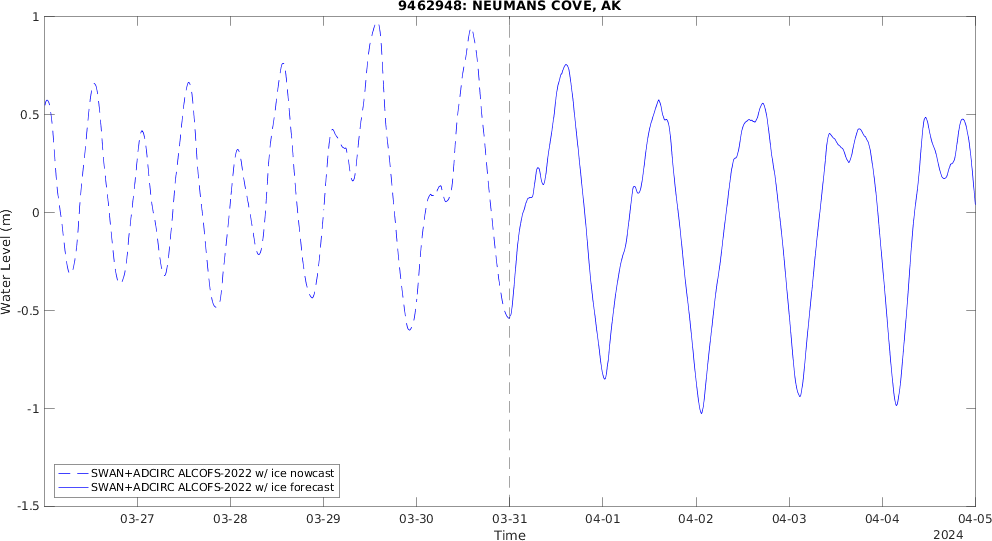 9462948: NEUMANS COVE, AK
Water Level (m)
1
0.5
0
-0.5
-1
-1.5
SWAN+ADCIRC ALCOFS-2022 w/ ice nowcast
SWAN+ADCIRC ALCOFS-2022 w/ ice forecast
03-27 03-28 03-29 03-30 03-31 04-01 04-02 04-03 04-04 04-05
Time
2024